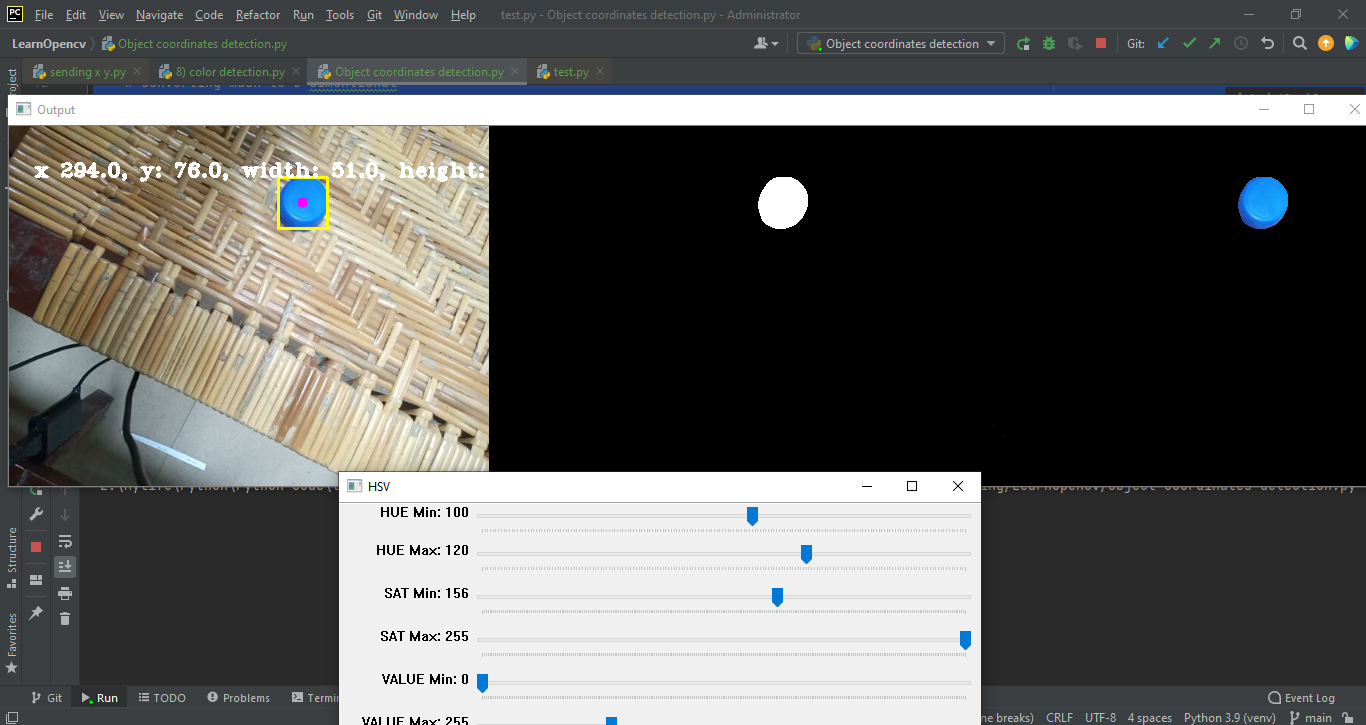 PC File Edit View Navigate Code Refactor Run Tools Git Window Help test.py - Object coordinates detection.py - Administrator
LearnOpencv Object coordinates detection.py Object coordinates detection Git:
sending x y.py 8) color detection.py Object coordinates detection.py test.py
Output
x 294.0, y: 76.0, width: 51.0, height:
HSV
HUE Min: 100
HUE Max: 120
SAT Min: 156
SAT Max: 255
VALUE Min: 0
VALUE Max: 255
Structure
Favorites
Git Run TODO Problems Termi Event Log
ne breaks) CRLF UTF-8 4 spaces Python 3.9 (venv) main